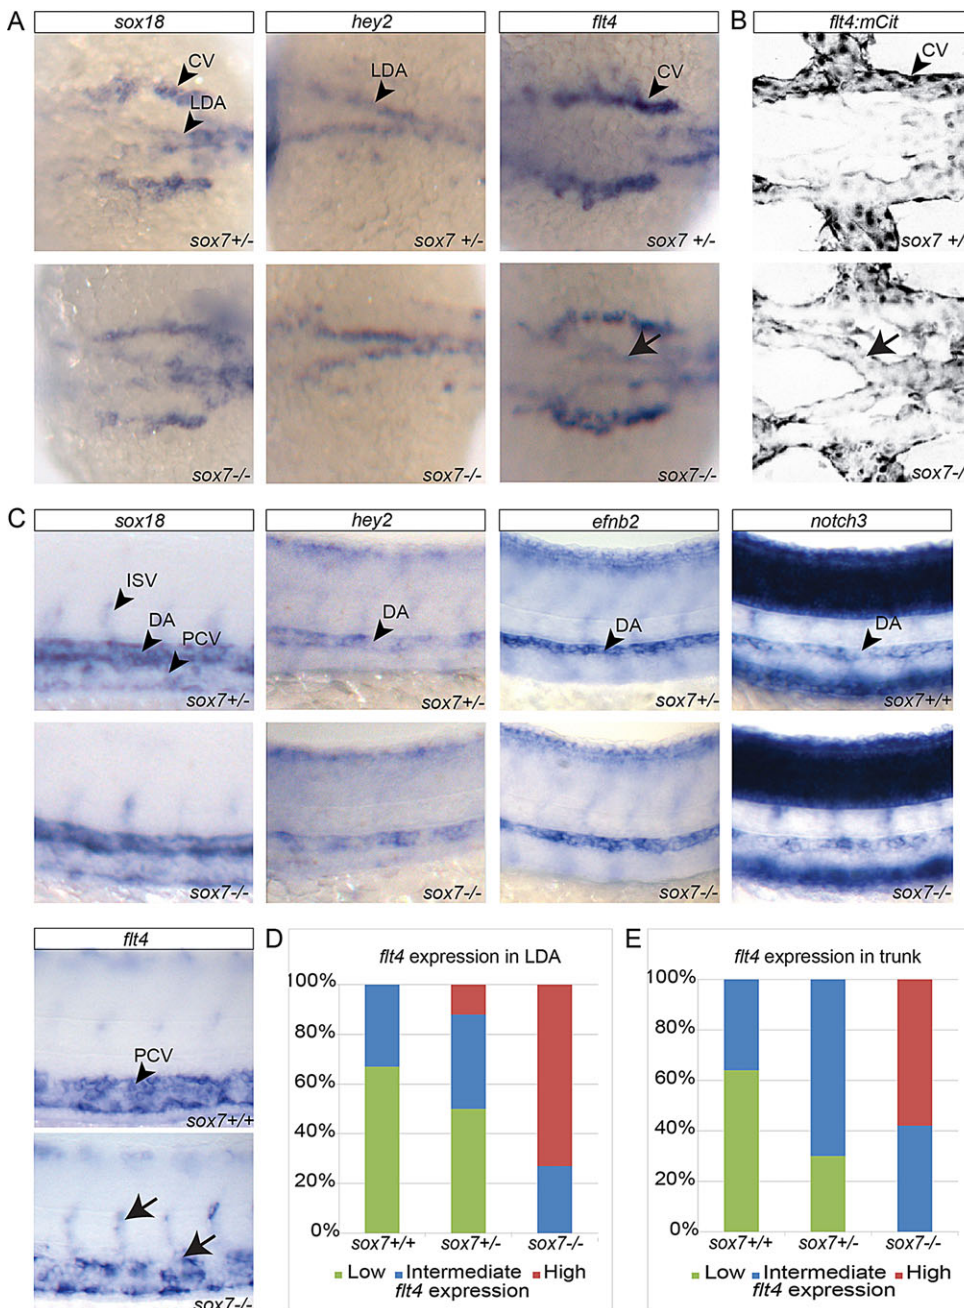 A
sox18
hey2
flt4
B
flt4:mCit
CV
LDA
sox7+/-
LDA
sox7 +/-
CV
sox7 +/-
CV
sox7 +/-
sox7-/-
sox7-/-
sox7-/-
sox7-/-
C
sox18
hey2
efnb2
notch3
ISV
DA
PCV
sox7+/-
DA
sox7+/-
DA
sox7+/-
DA
sox7+/+
sox7-/-
sox7-/-
sox7-/-
sox7-/-
flt4
PCV
sox7+/+
sox7-/-
D
flt4 expression in LDA
100%
80%
60%
40%
20%
0%
sox7+/+ sox7+/- sox7-/-
Low Intermediate High
flt4 expression
E
flt4 expression in trunk
100%
80%
60%
40%
20%
0%
sox7+/+ sox7+/- sox7-/-
Low Intermediate High
flt4 expression